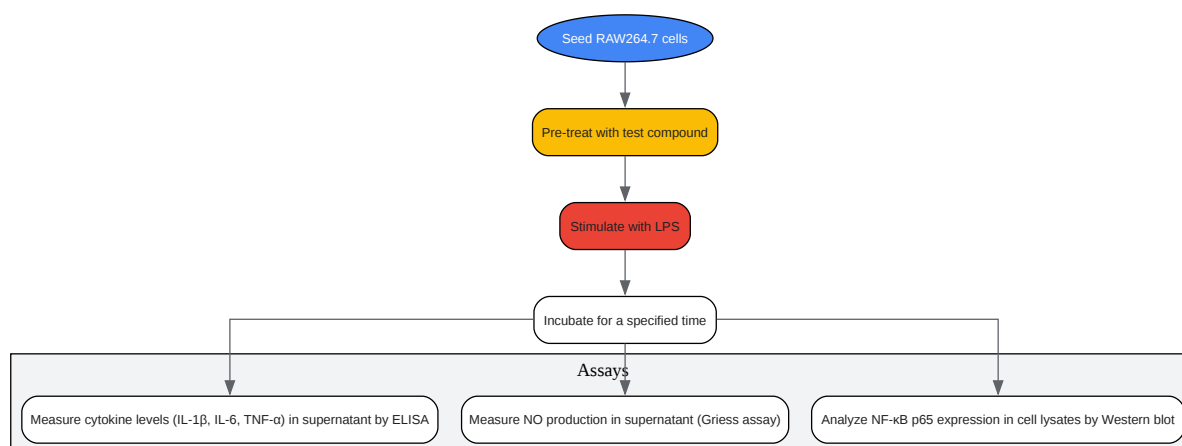 Seed RAW264.7 cells
Pre-treat with test compound
Stimulate with LPS
Incubate for a specified time
Assays
Measure cytokine levels (IL-1β, IL-6, TNF-α) in supernatant by ELISA
Measure NO production in supernatant (Griess assay)
Analyze NF-κB p65 expression in cell lysates by Western blot